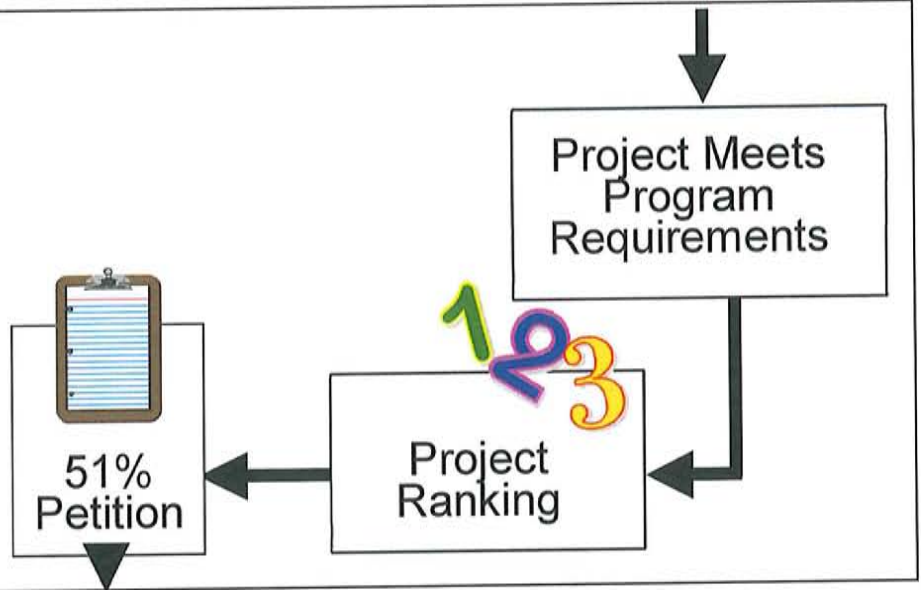 Project Meets
Program
Requirements
1 2 3
Project
Ranking
51%
Petition